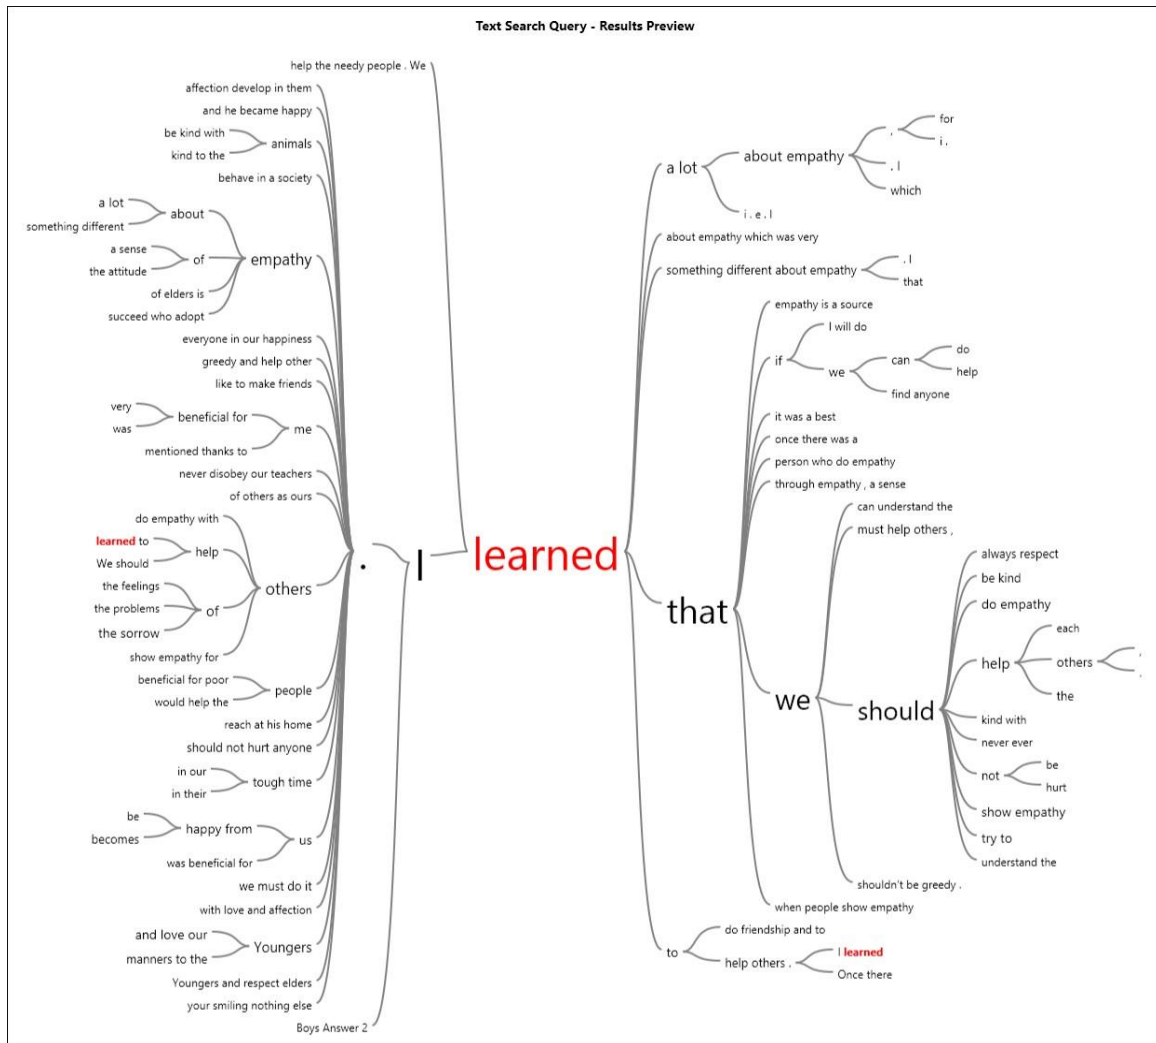 Text Search Query - Results Preview
help the needy people . We
affection develop in them
and he became happy
be kind with
kind to the
animals
behave in a society
a lot
something different
about
a sense
the attitude
of
of elders is
succeed who adopt
empathy
everyone in our happiness
greedy and help other
like to make friends
very
was
beneficial for
mentioned thanks to
me
never disobey our teachers
of others as ours
do empathy with
learned to
We should
help
the feelings
the problems
the sorrow
of
show empathy for
others
beneficial for poor
would help the
people
reach at his home
should not hurt anyone
in our
in their
tough time
be
becomes
happy from
was beneficial for
us
we must do it
with love and affection
and love our
manners to the
Youngers
Youngers and respect elders
your smiling nothing else
Boys Answer 2
.
I
learned
a lot
about empathy
,
for
i .
. I
which
i . e . I
about empathy which was very
something different about empathy
. I
that
that
empathy is a source
if
I will do
we
can
do
help
find anyone
it was a best
once there was a
person who do empathy
through empathy , a sense
we
can understand the
must help others ,
should
always respect
be kind
do empathy
help
each
others
,
.
the
kind with
never ever
not
be
hurt
show empathy
try to
understand the
shouldn't be greedy .
when people show empathy
to
do friendship and to
help others .
I learned
Once there